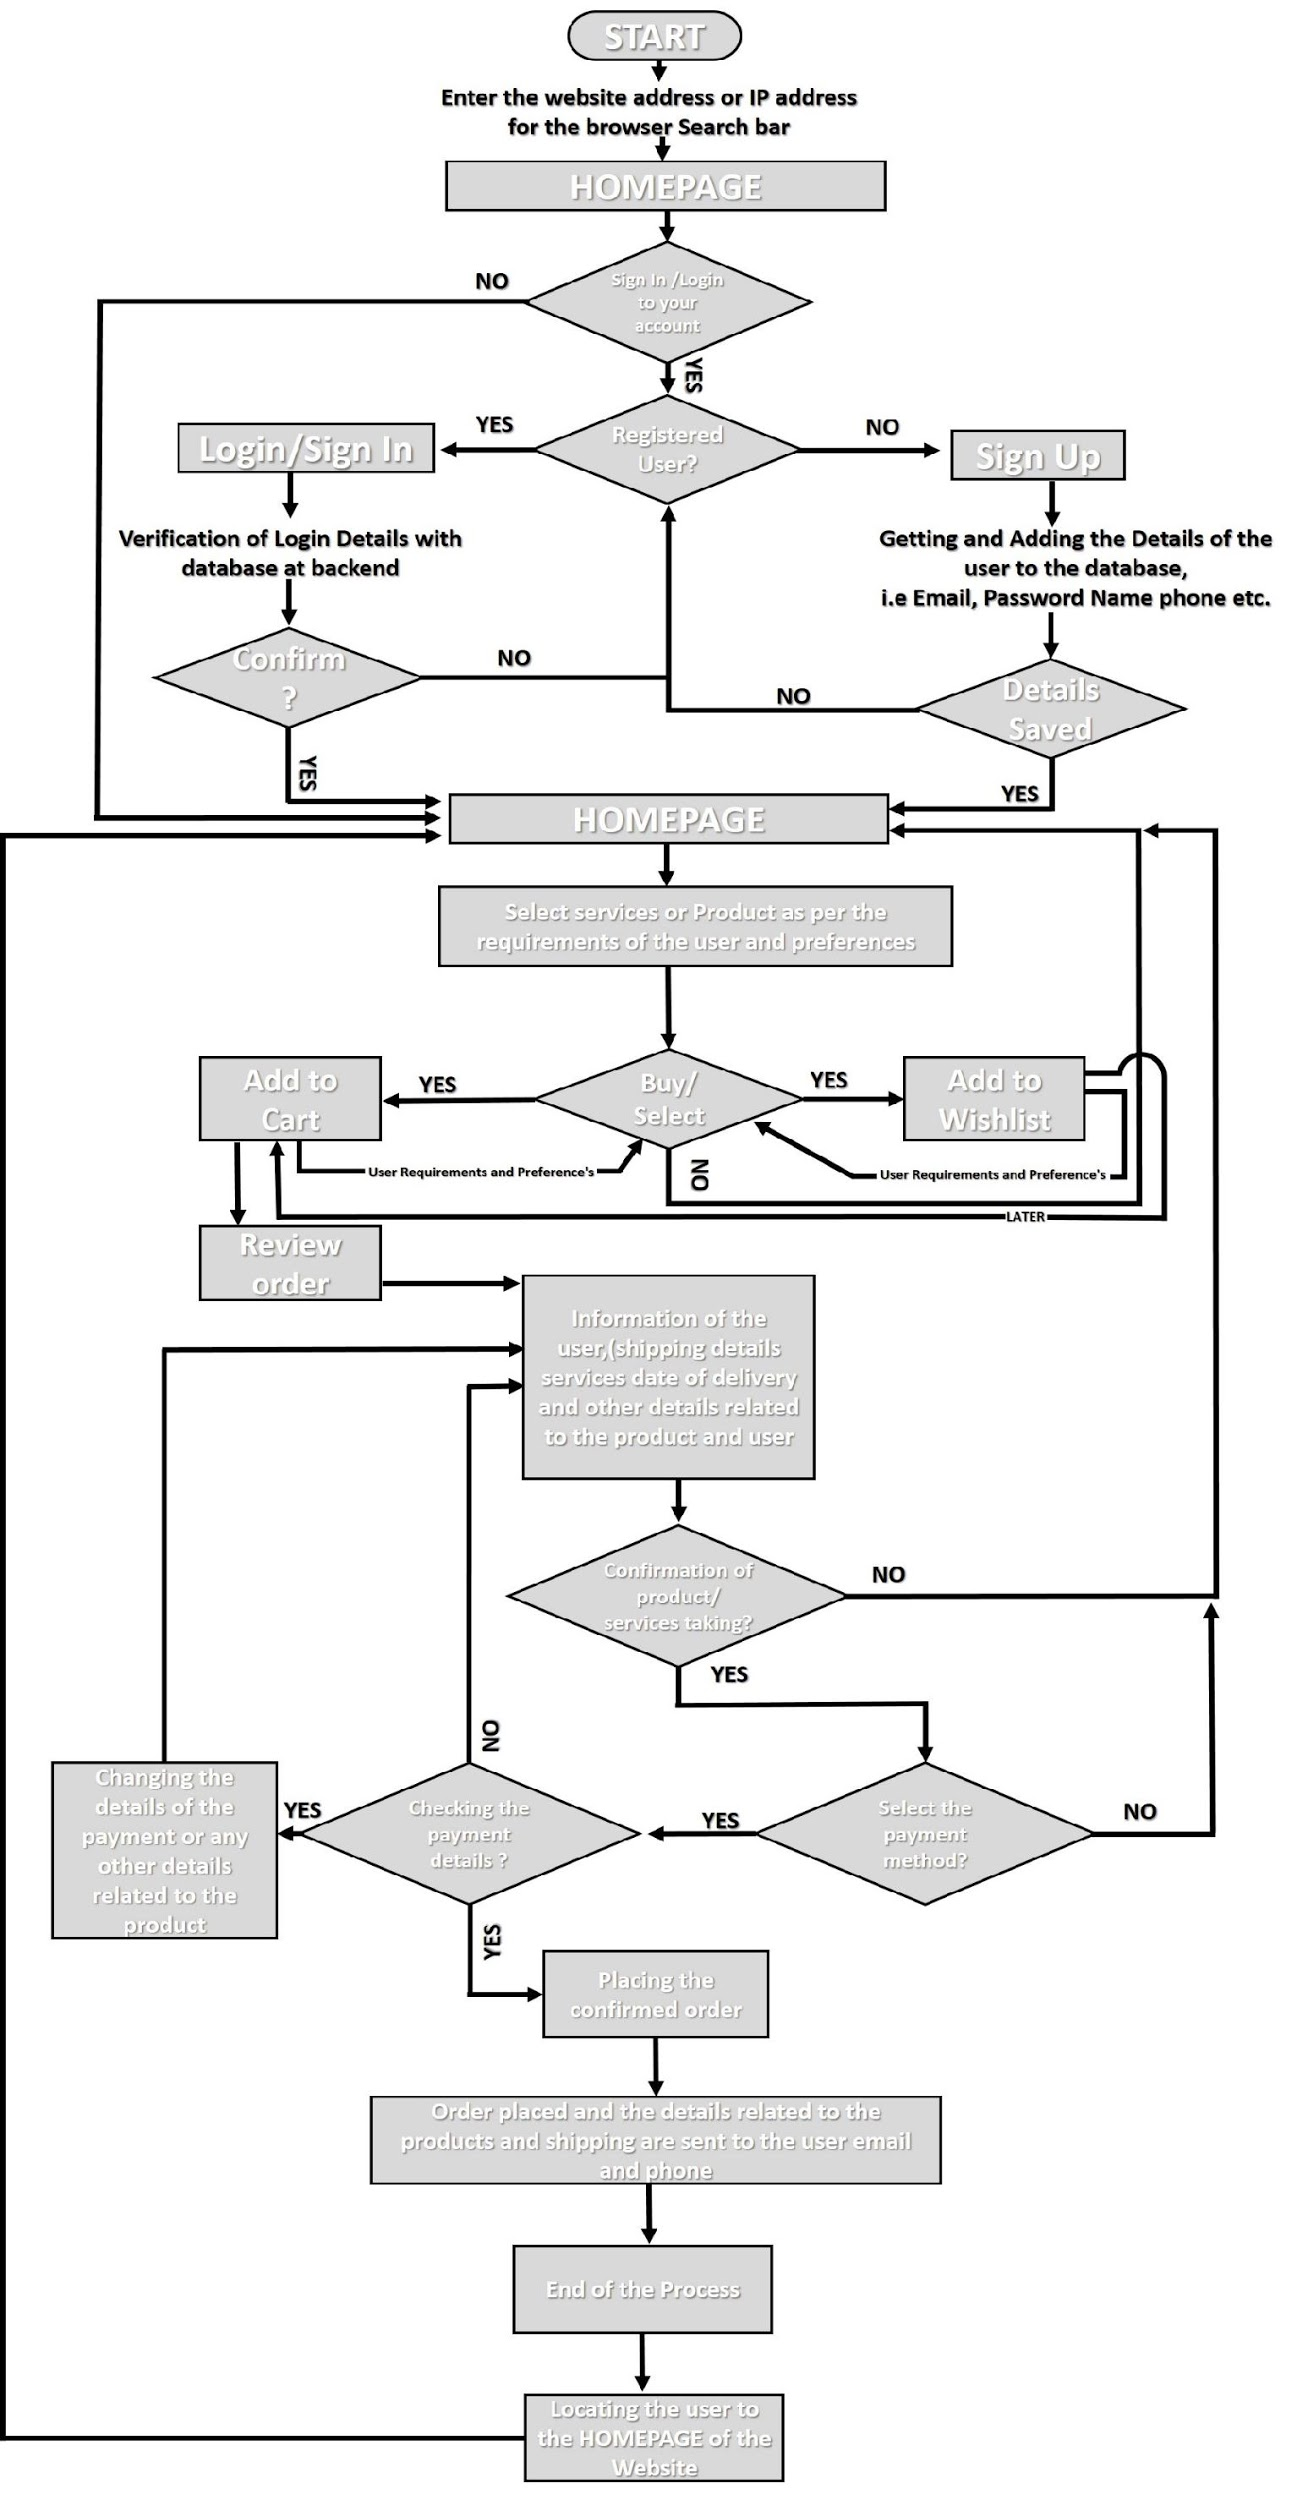 START
Enter the website address or IP address
for the browser Search bar
HOMEPAGE
NO
Sign In /Login
to your
account
YES
YES
Registered
User?
NO
Login/Sign In
Sign Up
Verification of Login Details with
database at backend
Getting and Adding the Details of the
user to the database,
i.e Email, Password Name phone etc.
Confirm
?
NO
NO
Details
Saved
YES
YES
HOMEPAGE
Select services or Product as per the
requirements of the user and preferences
Add to
Cart
YES
Buy/
Select
YES
Add to
Wishlist
User Requirements and Preference's
NO
User Requirements and Preference's
LATER
Review
order
Information of the
user,(shipping details
services date of delivery
and other details related
to the product and user
Confirmation of
product/
services taking?
NO
YES
NO
Changing the
details of the
payment or any
other details
related to the
product
YES
Checking the
payment
details ?
YES
Select the
payment
method?
NO
YES
Placing the
confirmed order
Order placed and the details related to the
products and shipping are sent to the user email
and phone
End of the Process
Locating the user to
the HOMEPAGE of the
Website